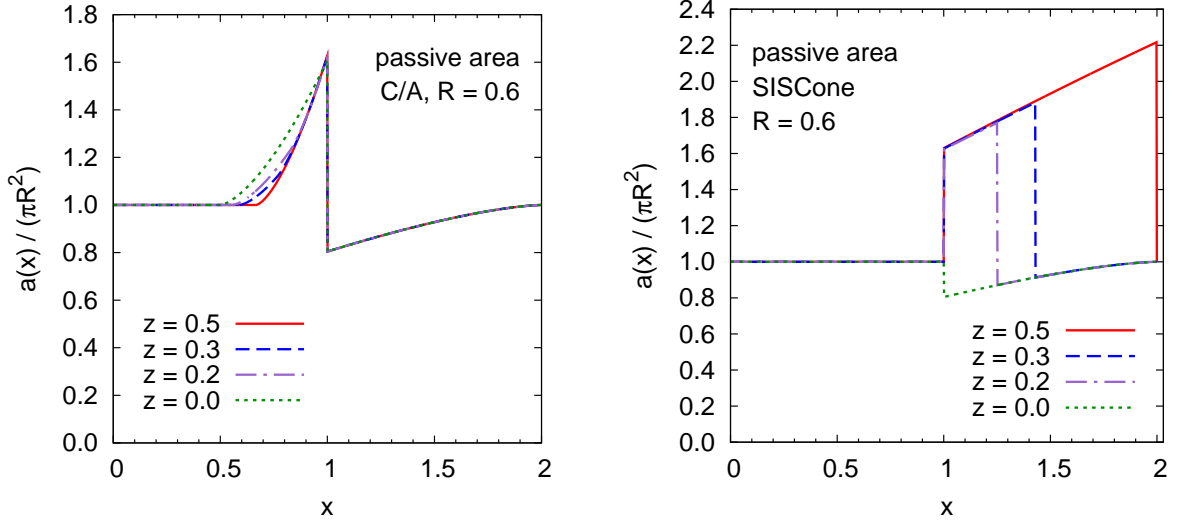 1.8
1.6
1.4
1.2
1.0
0.8
0.6
0.4
0.2
0.0
a(x) / (πR²)
passive area
C/A, R = 0.6
z = 0.5
z = 0.3
z = 0.2
z = 0.0
0 0.5 1 1.5 2
x
2.4
2.2
2.0
1.8
1.6
1.4
1.2
1.0
0.8
0.6
0.4
0.2
0.0
a(x) / (πR²)
passive area
SISCone
R = 0.6
z = 0.5
z = 0.3
z = 0.2
z = 0.0
0 0.5 1 1.5 2
x